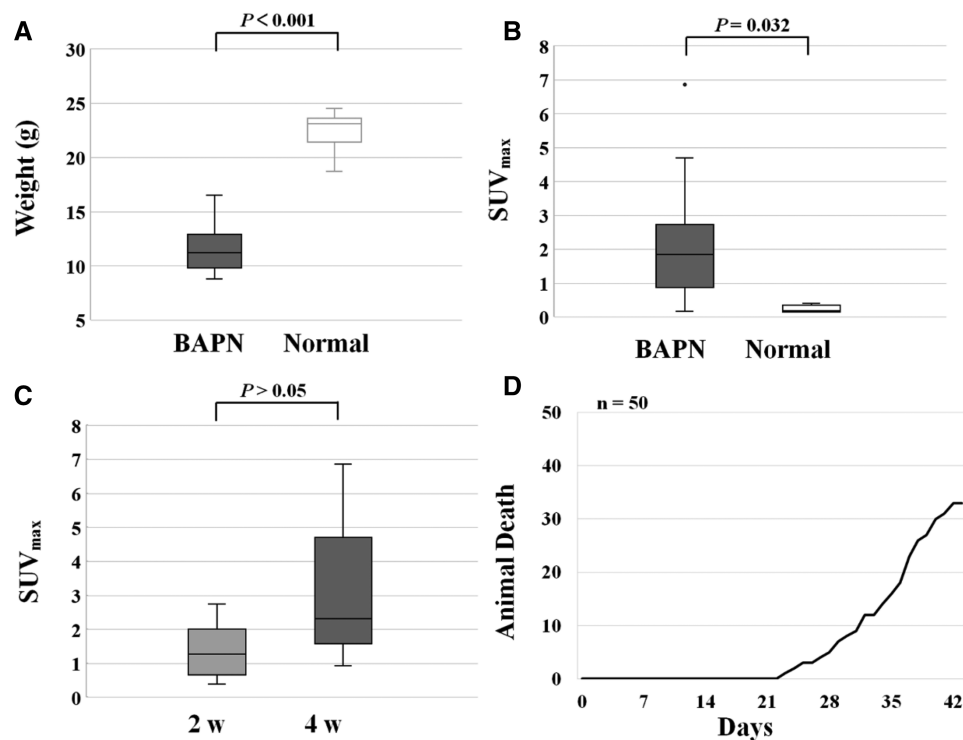 A
P < 0.001
Weight (g)
30
25
20
15
10
5
BAPN Normal
B
P = 0.032
SUVmax
8
7
6
5
4
3
2
1
0
BAPN Normal
C
P > 0.05
SUVmax
8
7
6
5
4
3
2
1
0
2 w 4 w
D
n = 50
Animal Death
50
40
30
20
10
0
0 7 14 21 28 35 42
Days